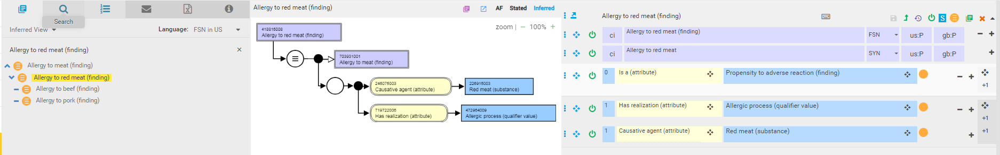 Search
Inferred View
Language: FSN in US
Allergy to red meat (finding)
Allergy to meat (finding)
Allergy to red meat (finding)
Allergy to beef (finding)
Allergy to pork (finding)
Allergy to red meat (finding)
AF Stated Inferred
zoom | − 100% +
418815008
Allergy to red meat (finding)
703931001
Allergy to meat (finding)
246075003
Causative agent (attribute)
226915003
Red meat (substance)
719722006
Has realization (attribute)
472964009
Allergic process (qualifier value)
Allergy to red meat (finding)
S
ci Allergy to red meat (finding) FSN us:P gb:P
ci Allergy to red meat SYN us:P gb:P
0 Is a (attribute) Propensity to adverse reaction (finding)
+1
1 Has realization (attribute) Allergic process (qualifier value)
+1
1 Causative agent (attribute) Red meat (substance)
+1